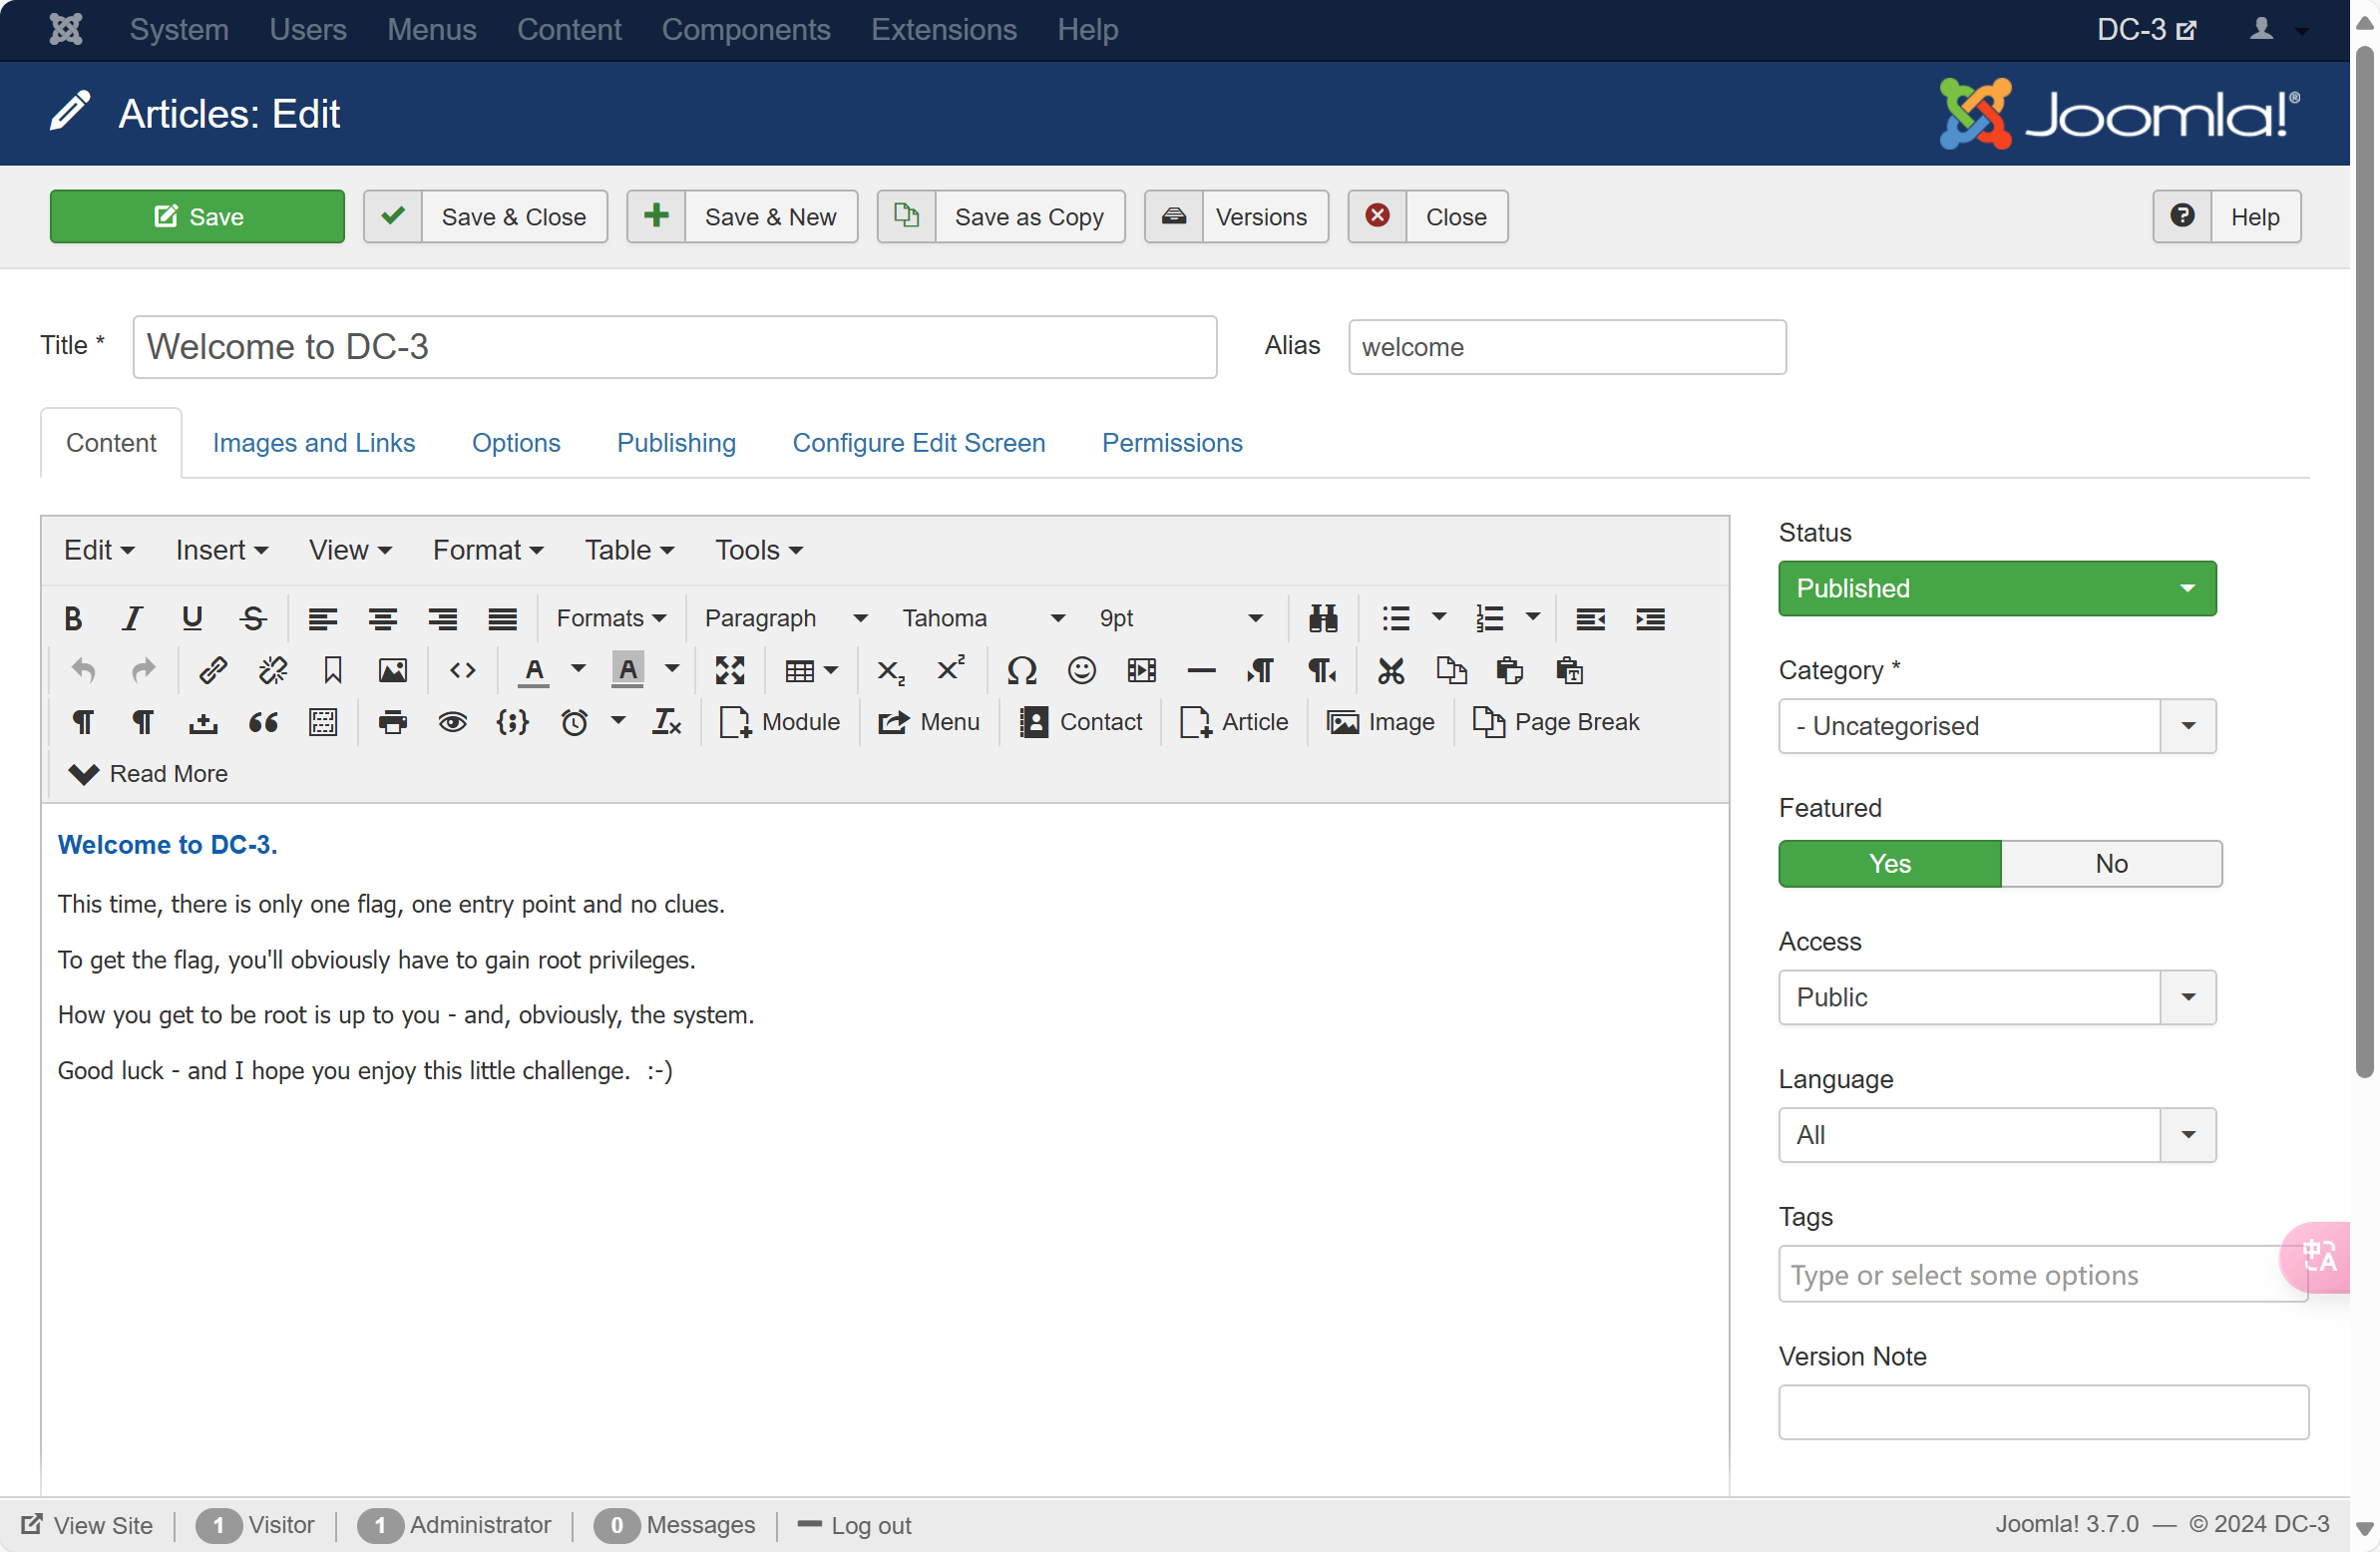 System Users Menus Content Components Extensions Help DC-3
Articles: Edit
Joomla!®
Save Save & Close Save & New Save as Copy Versions Close Help
Title * Welcome to DC-3 Alias welcome
Content Images and Links Options Publishing Configure Edit Screen Permissions
Edit Insert View Format Table Tools
Formats Paragraph Tahoma 9pt
Module Menu Contact Article Image Page Break
Read More
Welcome to DC-3.
This time, there is only one flag, one entry point and no clues.
To get the flag, you'll obviously have to gain root privileges.
How you get to be root is up to you - and, obviously, the system.
Good luck - and I hope you enjoy this little challenge.  :-)
Status
Published
Category *
- Uncategorised
Featured
Yes No
Access
Public
Language
All
Tags
Type or select some options
Version Note
View Site 1 Visitor 1 Administrator 0 Messages Log out Joomla! 3.7.0 — © 2024 DC-3